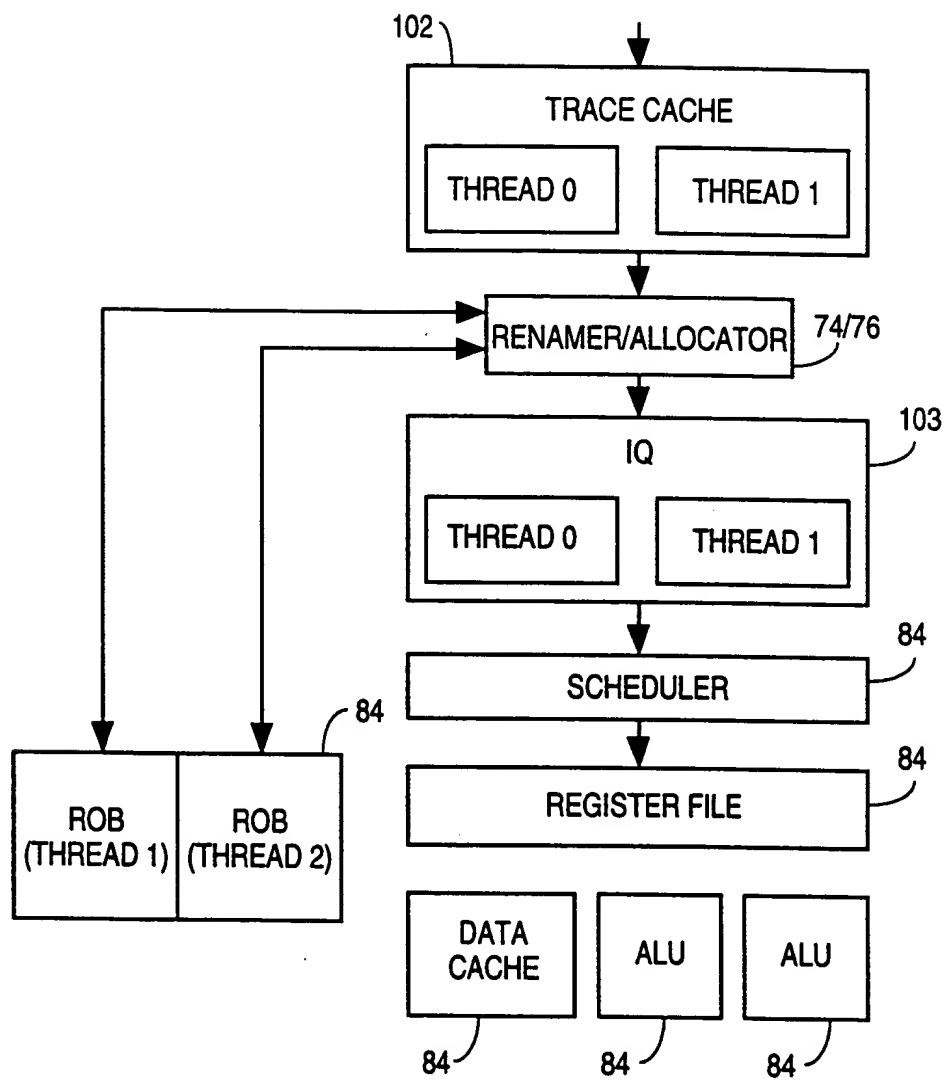 102
TRACE CACHE
THREAD 0
THREAD 1
RENAMER/ALLOCATOR
74/76
103
IQ
THREAD 0
THREAD 1
84
SCHEDULER
84
84
REGISTER FILE
ROB
(THREAD 1)
ROB
(THREAD 2)
DATA
CACHE
ALU
ALU
84
84
84